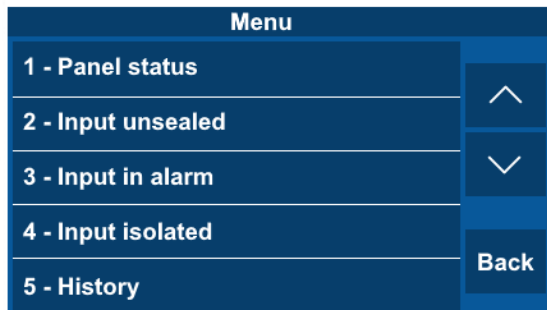 Menu
1 - Panel status
2 - Input unsealed
3 - Input in alarm
4 - Input isolated
5 - History
Back